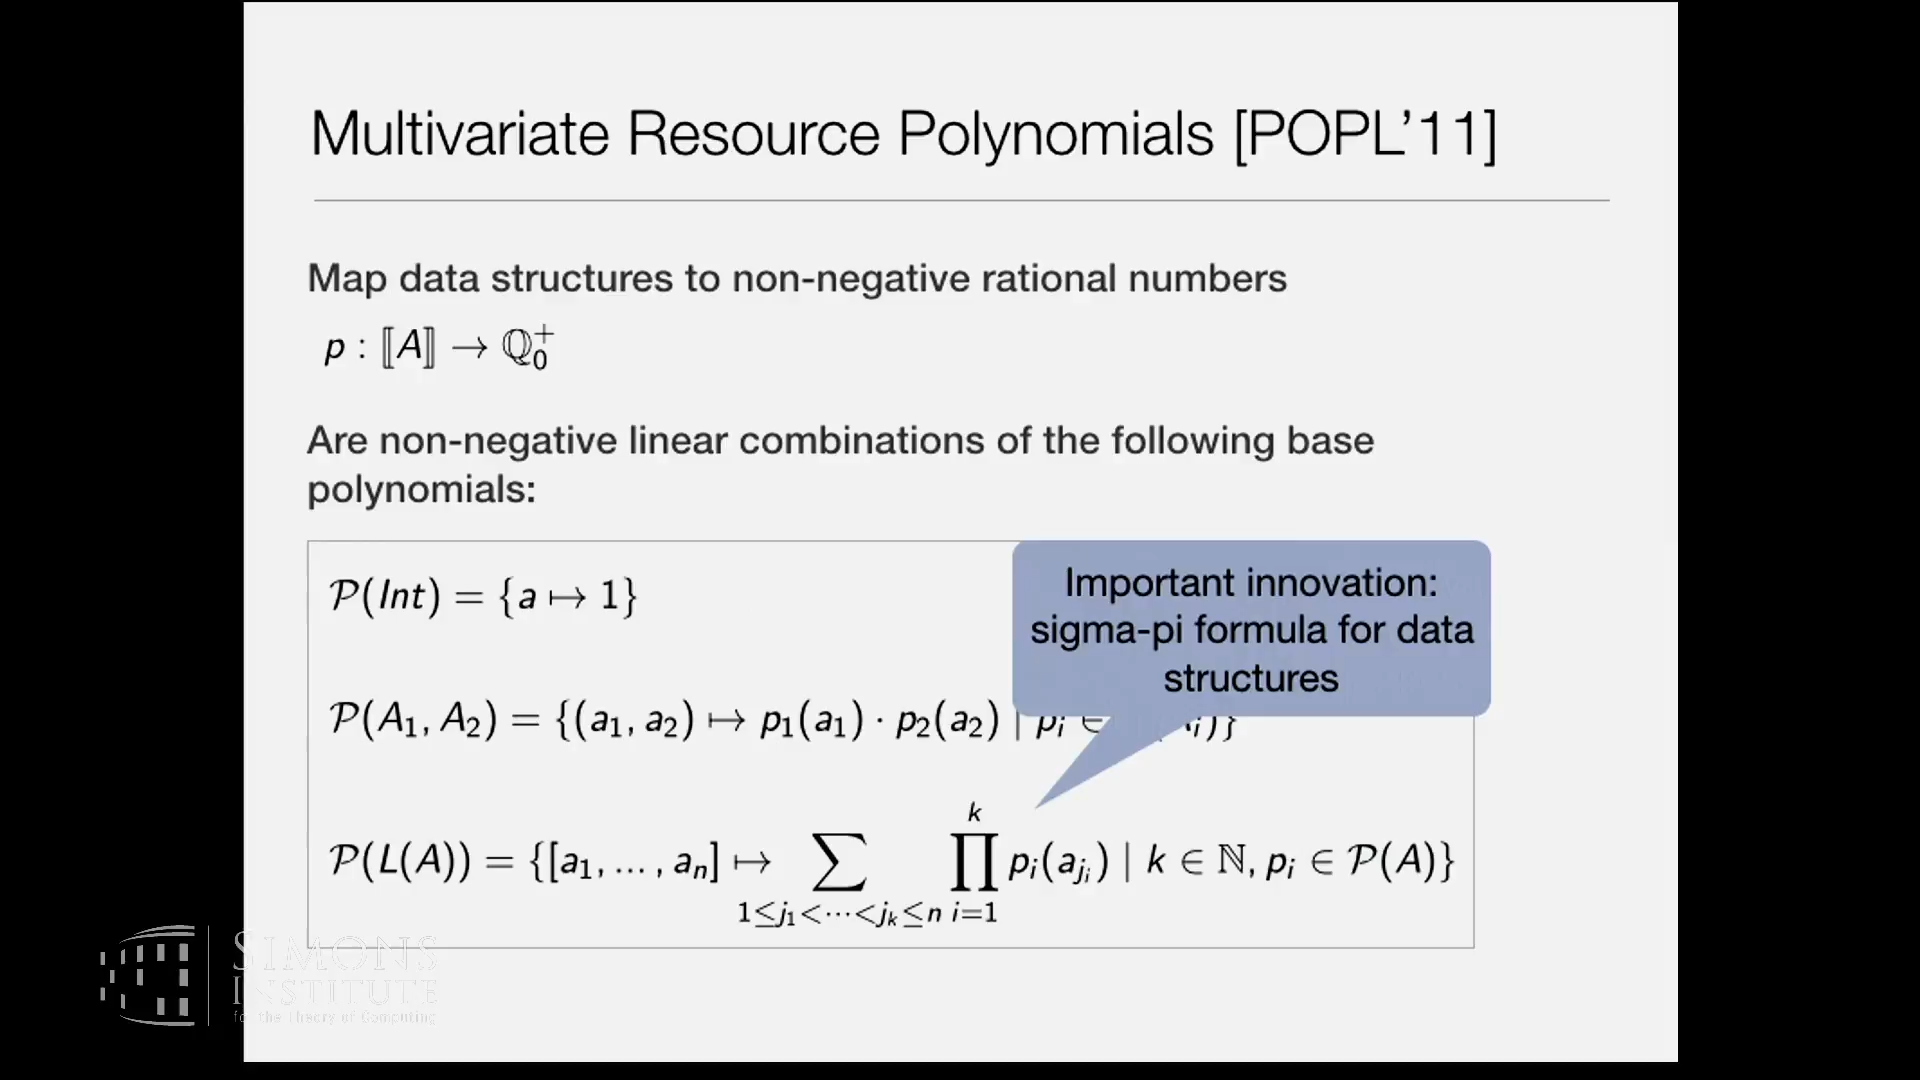 Multivariate Resource Polynomials [POPL’11]
Map data structures to non-negative rational numbers
p : ⟦A⟧ → ℚ₀⁺
Are non-negative linear combinations of the following base
polynomials:
𝒫(Int) = {a ↦ 1}
Important innovation:
sigma-pi formula for data
structures
𝒫(A₁, A₂) = {(a₁, a₂) ↦ p₁(a₁) · p₂(a₂) | pᵢ ∈
𝒫(L(A)) = {[a₁, … , aₙ] ↦ ∑_{1≤j₁<⋯<jₖ≤n} ∏_{i=1}^{k} pᵢ(a_{jᵢ}) | k ∈ ℕ, pᵢ ∈ 𝒫(A)}
SIMONS
INSTITUTE
for the Theory of Computing